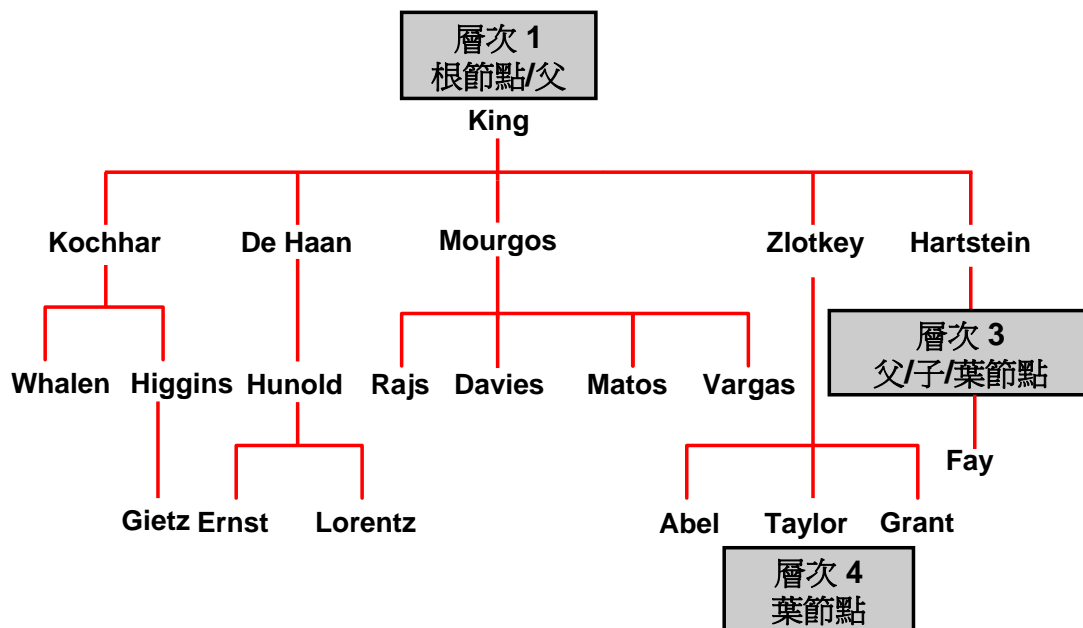 層次 1
根節點/父
King
Kochhar De Haan Mourgos Zlotkey Hartstein
層次 3
父/子/葉節點
Whalen Higgins Hunold Rajs Davies Matos Vargas
Fay
Gietz Ernst Lorentz Abel Taylor Grant
層次 4
葉節點